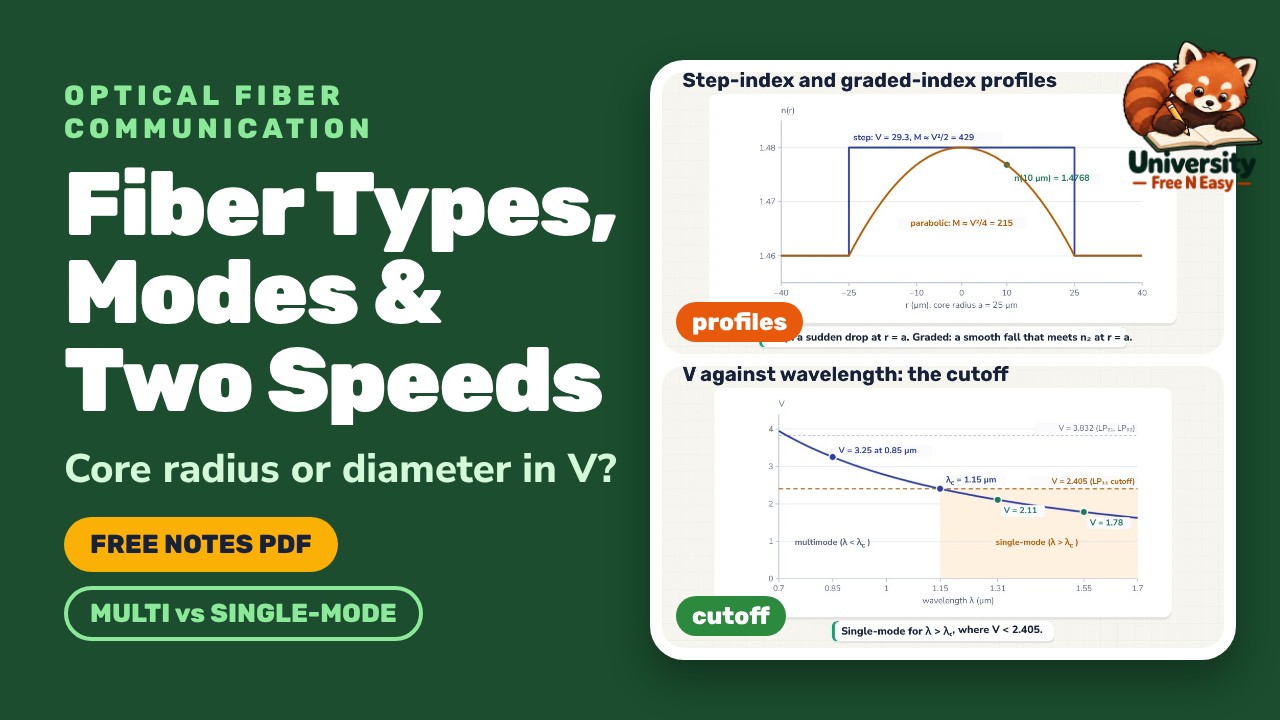 OPTICAL FIBER
COMMUNICATION
Fiber Types,
Modes &
Two Speeds
Core radius or diameter in V?
FREE NOTES PDF
MULTI vs SINGLE-MODE
Step-index and graded-index profiles
n(r)
step: V = 29.3, M ≈ V²/2 = 429
1.48
n(10 μm) = 1.4768
1.47
parabolic: M ≈ V²/4 = 215
1.46
−40 −25 −10 0 10 25 40
r (μm), core radius a = 25 μm
profiles
a sudden drop at r = a. Graded: a smooth fall that meets n₂ at r = a.
V against wavelength: the cutoff
V
4
V = 3.832 (LP₂₁, LP₀₂)
V = 3.25 at 0.85 μm
3
λc = 1.15 μm
V = 2.405 (LP₁₁ cutoff)
2
V = 2.11
V = 1.78
1
multimode (λ < λc)
single-mode (λ > λc)
0
0.7 0.85 1 1.15 1.31 1.55 1.7
wavelength λ (μm)
cutoff
Single-mode for λ > λc, where V < 2.405.
University
Free N Easy